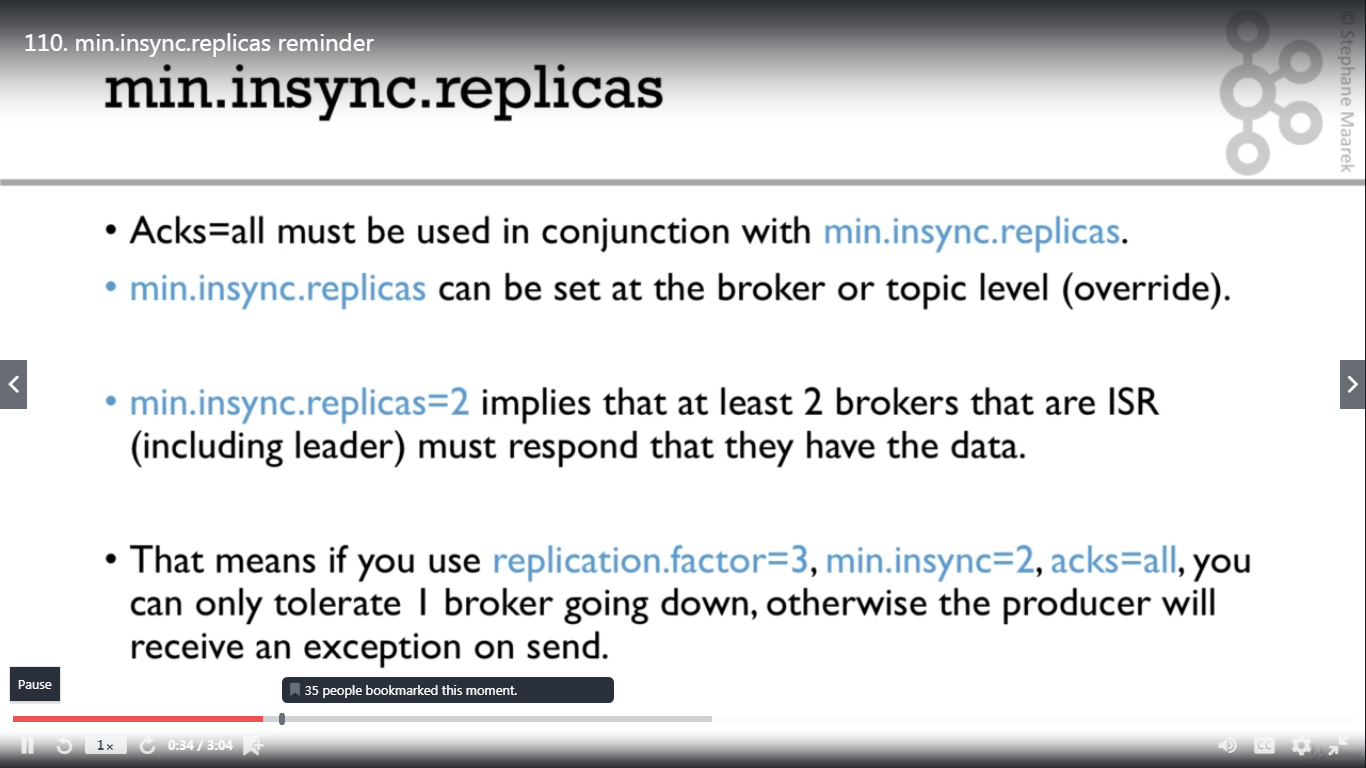 110. min.insync.replicas reminder
min.insync.replicas
© Stephane Maarek
• Acks=all must be used in conjunction with min.insync.replicas.
• min.insync.replicas can be set at the broker or topic level (override).
• min.insync.replicas=2 implies that at least 2 brokers that are ISR
(including leader) must respond that they have the data.
• That means if you use replication.factor=3, min.insync=2, acks=all, you
can only tolerate 1 broker going down, otherwise the producer will
receive an exception on send.
Pause
35 people bookmarked this moment.
1x
0:34 / 3:04
CC